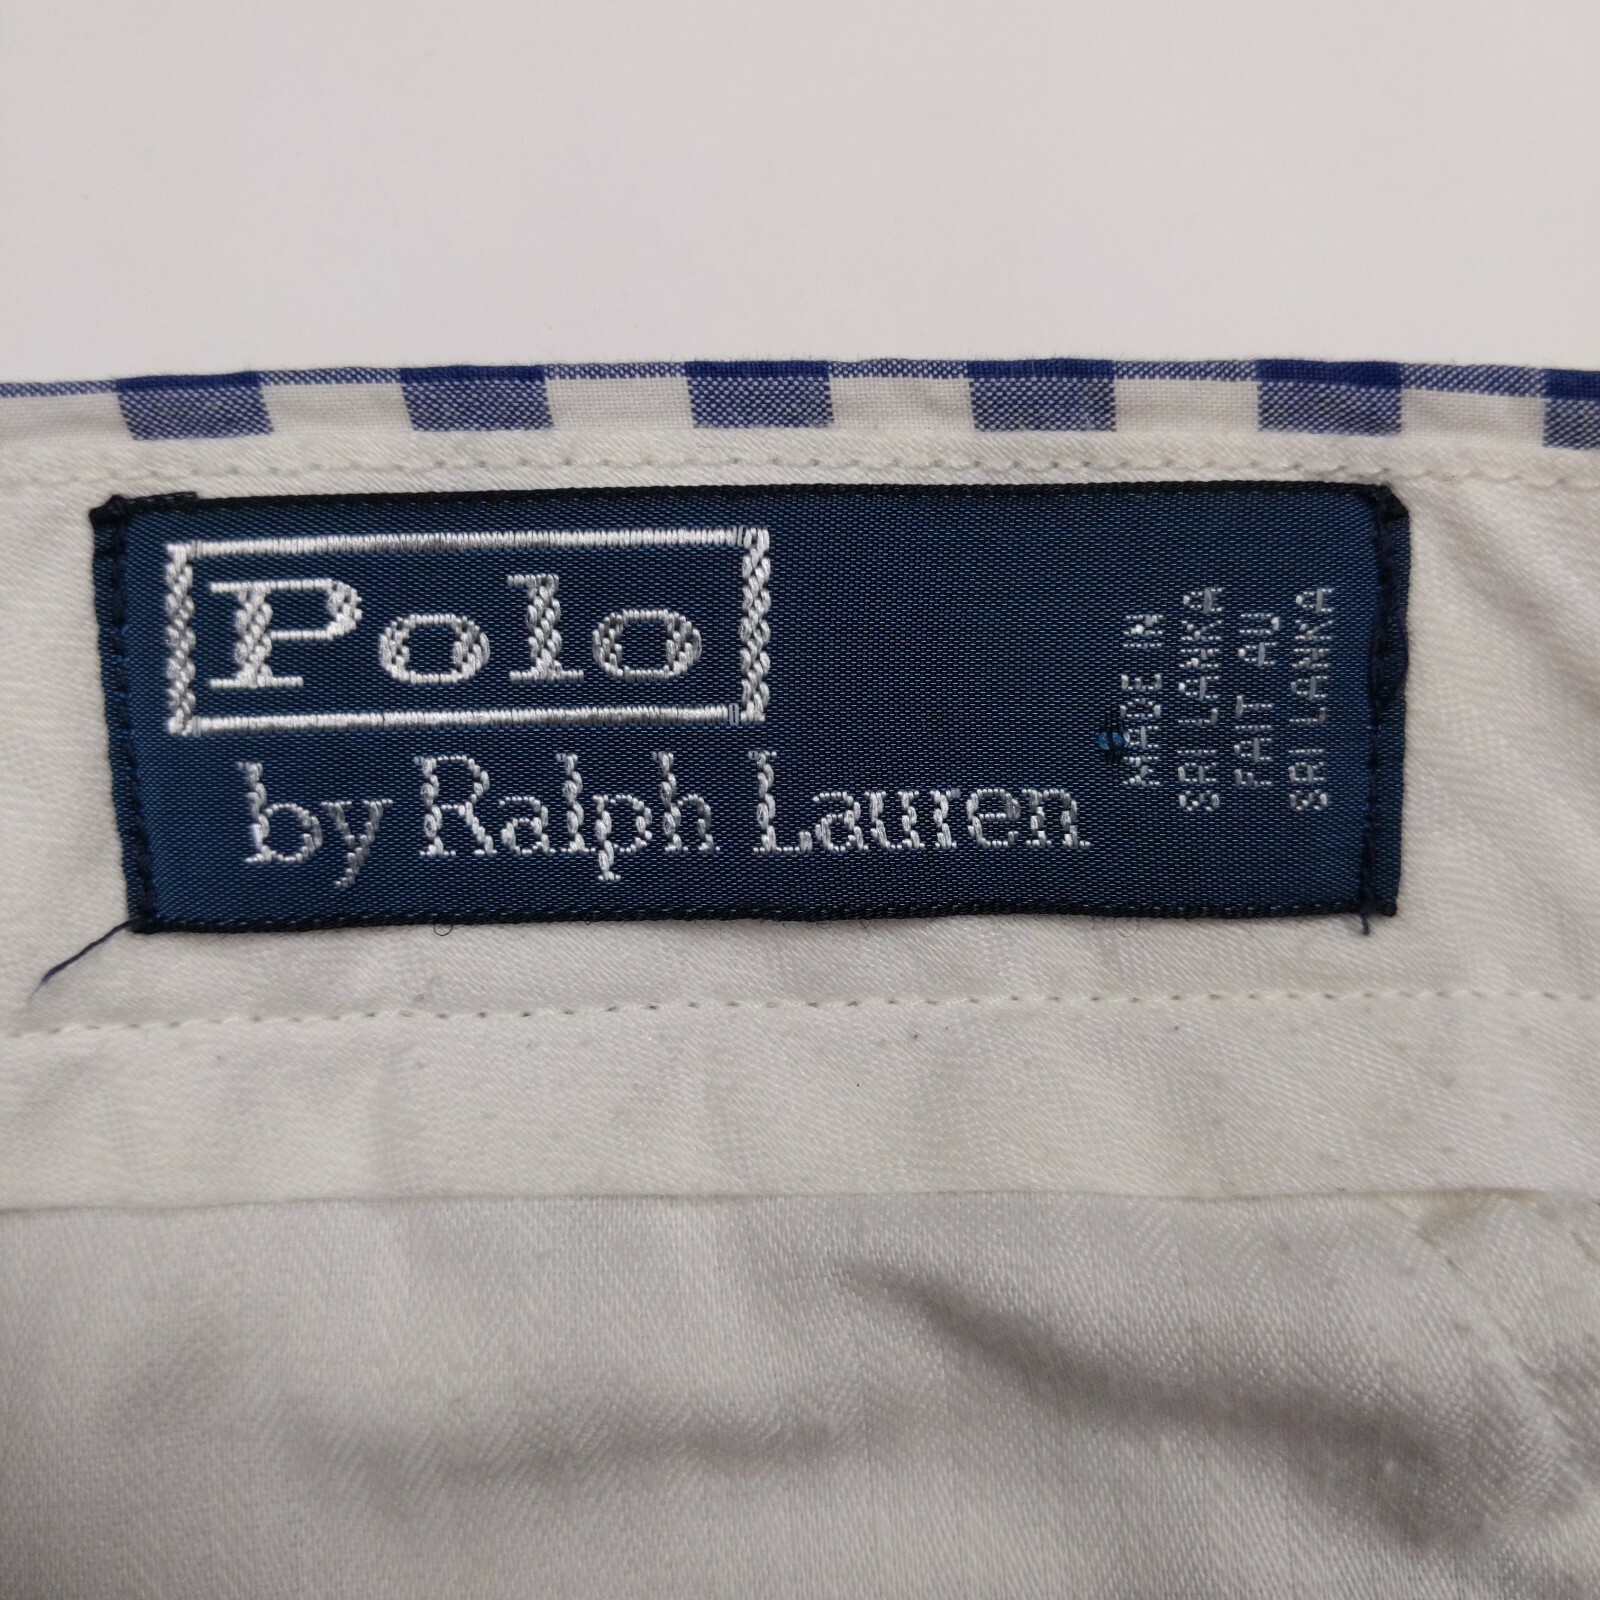 Polo
by Ralph Lauren
MADE IN
SRI LANKA
FAIT AU
SRI LANKA